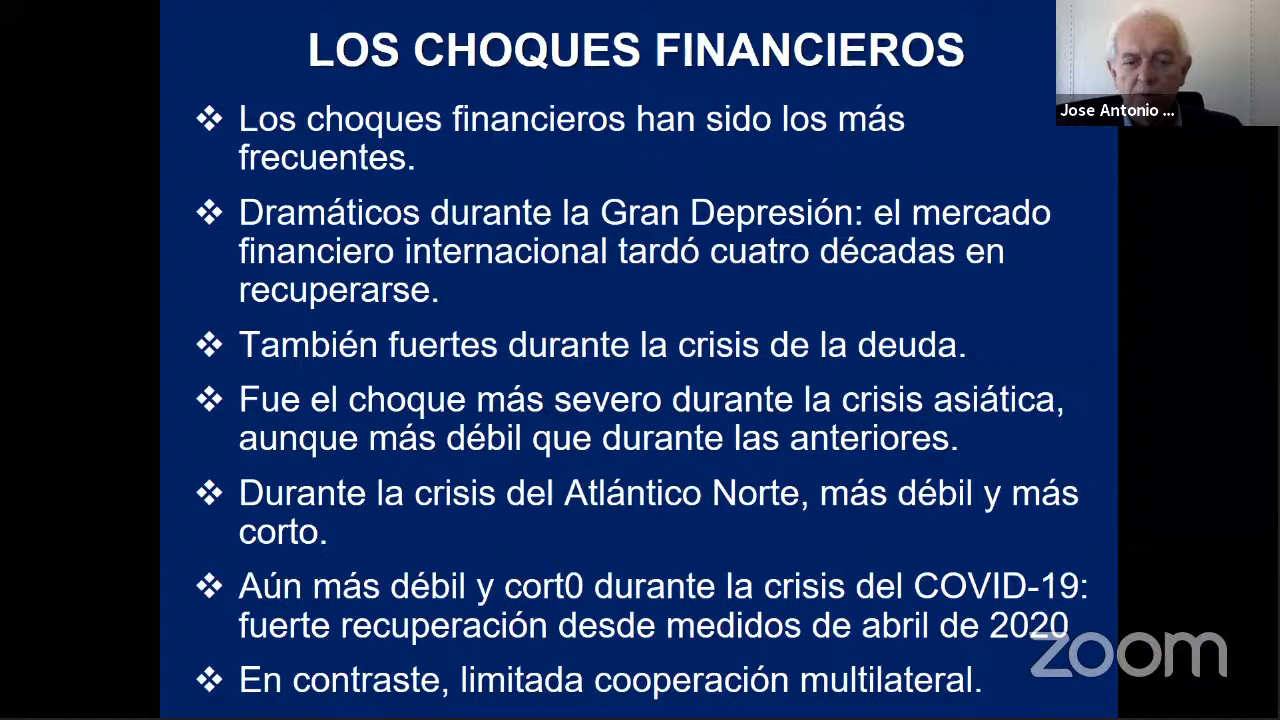 LOS CHOQUES FINANCIEROS
Jose Antonio ...
❖ Los choques financieros han sido los más
frecuentes.
❖ Dramáticos durante la Gran Depresión: el mercado
financiero internacional tardó cuatro décadas en
recuperarse.
❖ También fuertes durante la crisis de la deuda.
❖ Fue el choque más severo durante la crisis asiática,
aunque más débil que durante las anteriores.
❖ Durante la crisis del Atlántico Norte, más débil y más
corto.
❖ Aún más débil y cort0 durante la crisis del COVID-19:
fuerte recuperación desde medidos de abril de 2020
❖ En contraste, limitada cooperación multilateral.
zoom